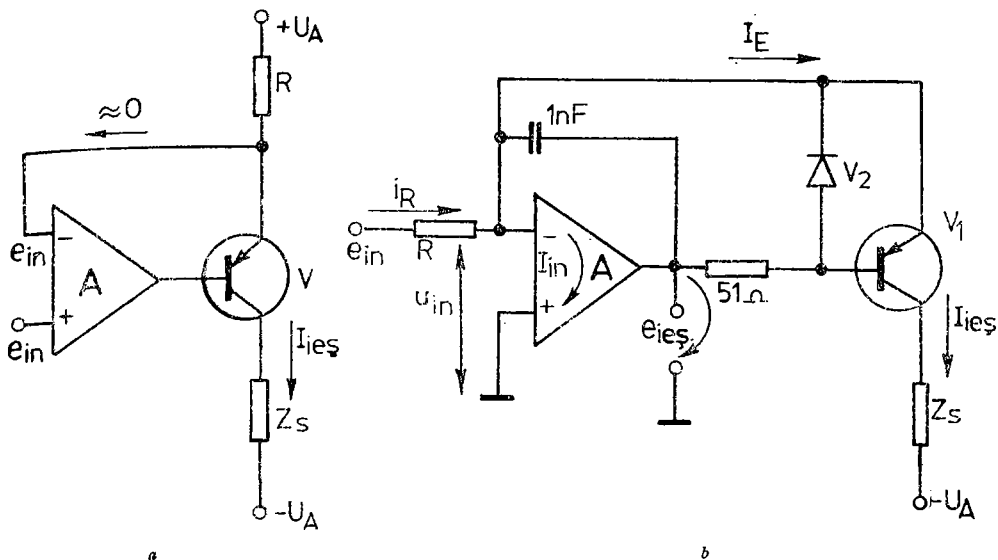 +U_A
R
≈0
e_in
−
A
+
e_in
V
I_ieş
Z_S
-U_A
a
I_E
1nF
V_2
i_R
e_in
R
−
I_in
A
+
u_in
51Ω
e_ieş
V_1
I_ieş
Z_S
-U_A
b